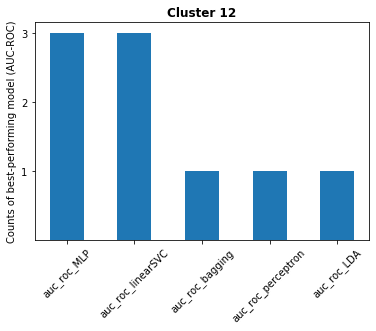 Cluster 12
Counts of best-performing model (AUC-ROC)
3
2
1
auc_roc_MLP
auc_roc_linearSVC
auc_roc_bagging
auc_roc_perceptron
auc_roc_LDA